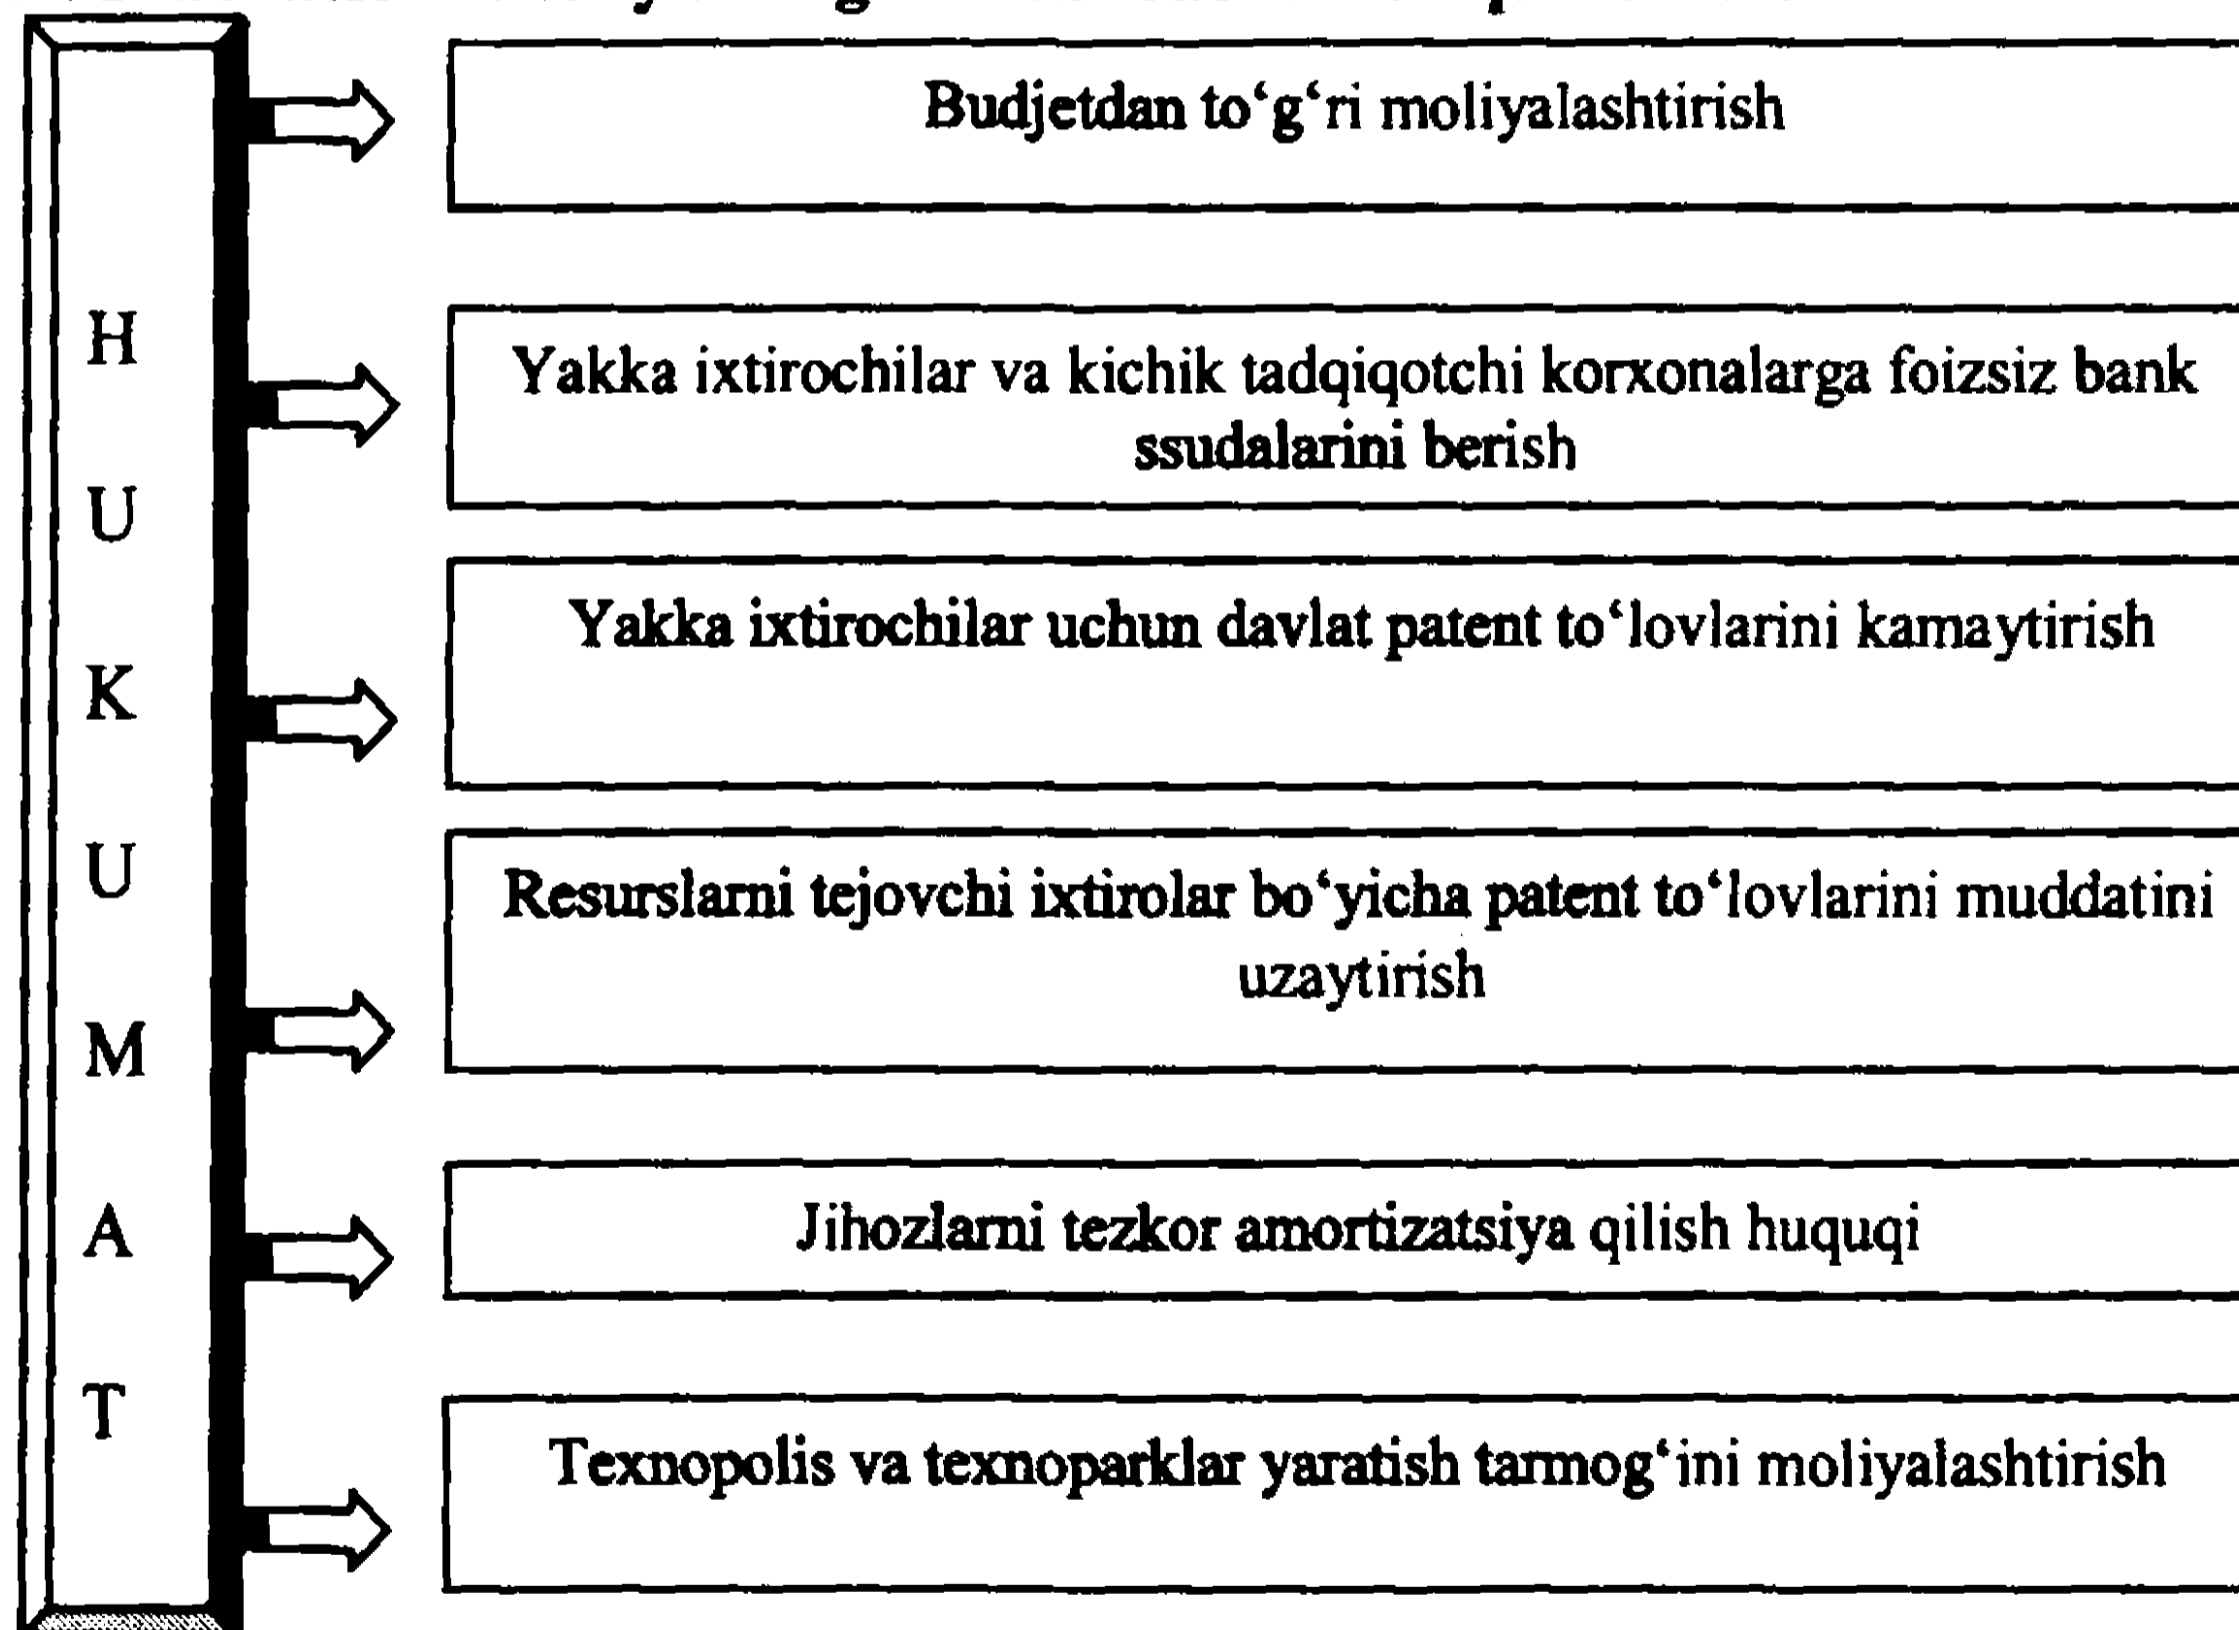 H
U
K
U
M
A
T
Budjetdan to‘g‘ri moliyalashtirish
Yakka ixtirochilar va kichik tadqiqotchi korxonalarga foizsiz bank
ssudalarini berish
Yakka ixtirochilar uchun davlat patent to‘lovlarini kamaytirish
Resurslarni tejovchi ixtirolar bo‘yicha patent to‘lovlarini muddatini
uzaytirish
Jihozlarni tezkor amortizatsiya qilish huquqi
Texnopolis va texnoparklar yaratish tarmog‘ini moliyalashtirish